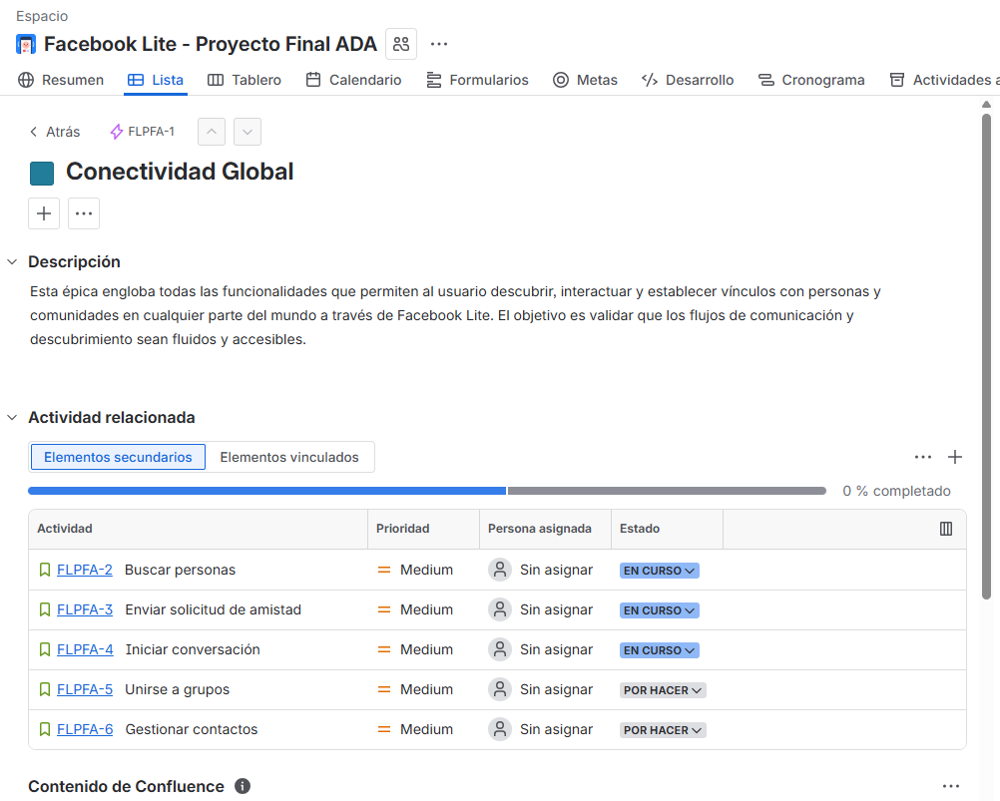 Espacio
Facebook Lite - Proyecto Final ADA
Resumen Lista Tablero Calendario Formularios Metas Desarrollo Cronograma Actividades a
Atrás FLPFA-1
Conectividad Global
Descripción
Esta épica engloba todas las funcionalidades que permiten al usuario descubrir, interactuar y establecer vínculos con personas y
comunidades en cualquier parte del mundo a través de Facebook Lite. El objetivo es validar que los flujos de comunicación y
descubrimiento sean fluidos y accesibles.
Actividad relacionada
Elementos secundarios Elementos vinculados
0 % completado
Actividad Prioridad Persona asignada Estado
FLPFA-2 Buscar personas Medium Sin asignar EN CURSO
FLPFA-3 Enviar solicitud de amistad Medium Sin asignar EN CURSO
FLPFA-4 Iniciar conversación Medium Sin asignar EN CURSO
FLPFA-5 Unirse a grupos Medium Sin asignar POR HACER
FLPFA-6 Gestionar contactos Medium Sin asignar POR HACER
Contenido de Confluence